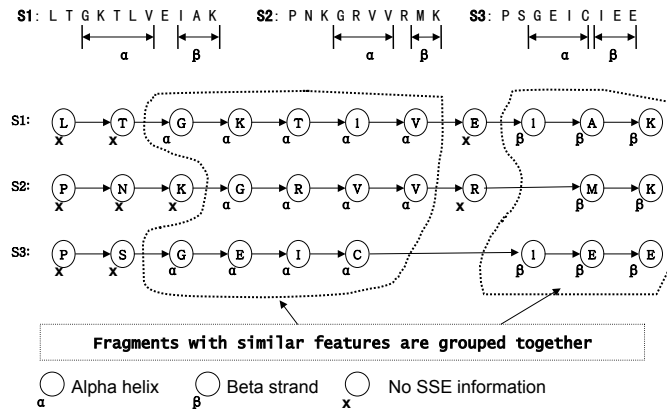 S1: L T G K T L V E I A K S2: P N K G R V V R M K S3: P S G E I C I E E
α β α β α β
S1: L T G K T l V E l A K
x x α α α α α x β β β
S2: P N K G R V V R M K
x x x α α α α x β β
S3: P S G E I C l E E
x x α α α α β β β
Fragments with similar features are grouped together
α Alpha helix β Beta strand x No SSE information